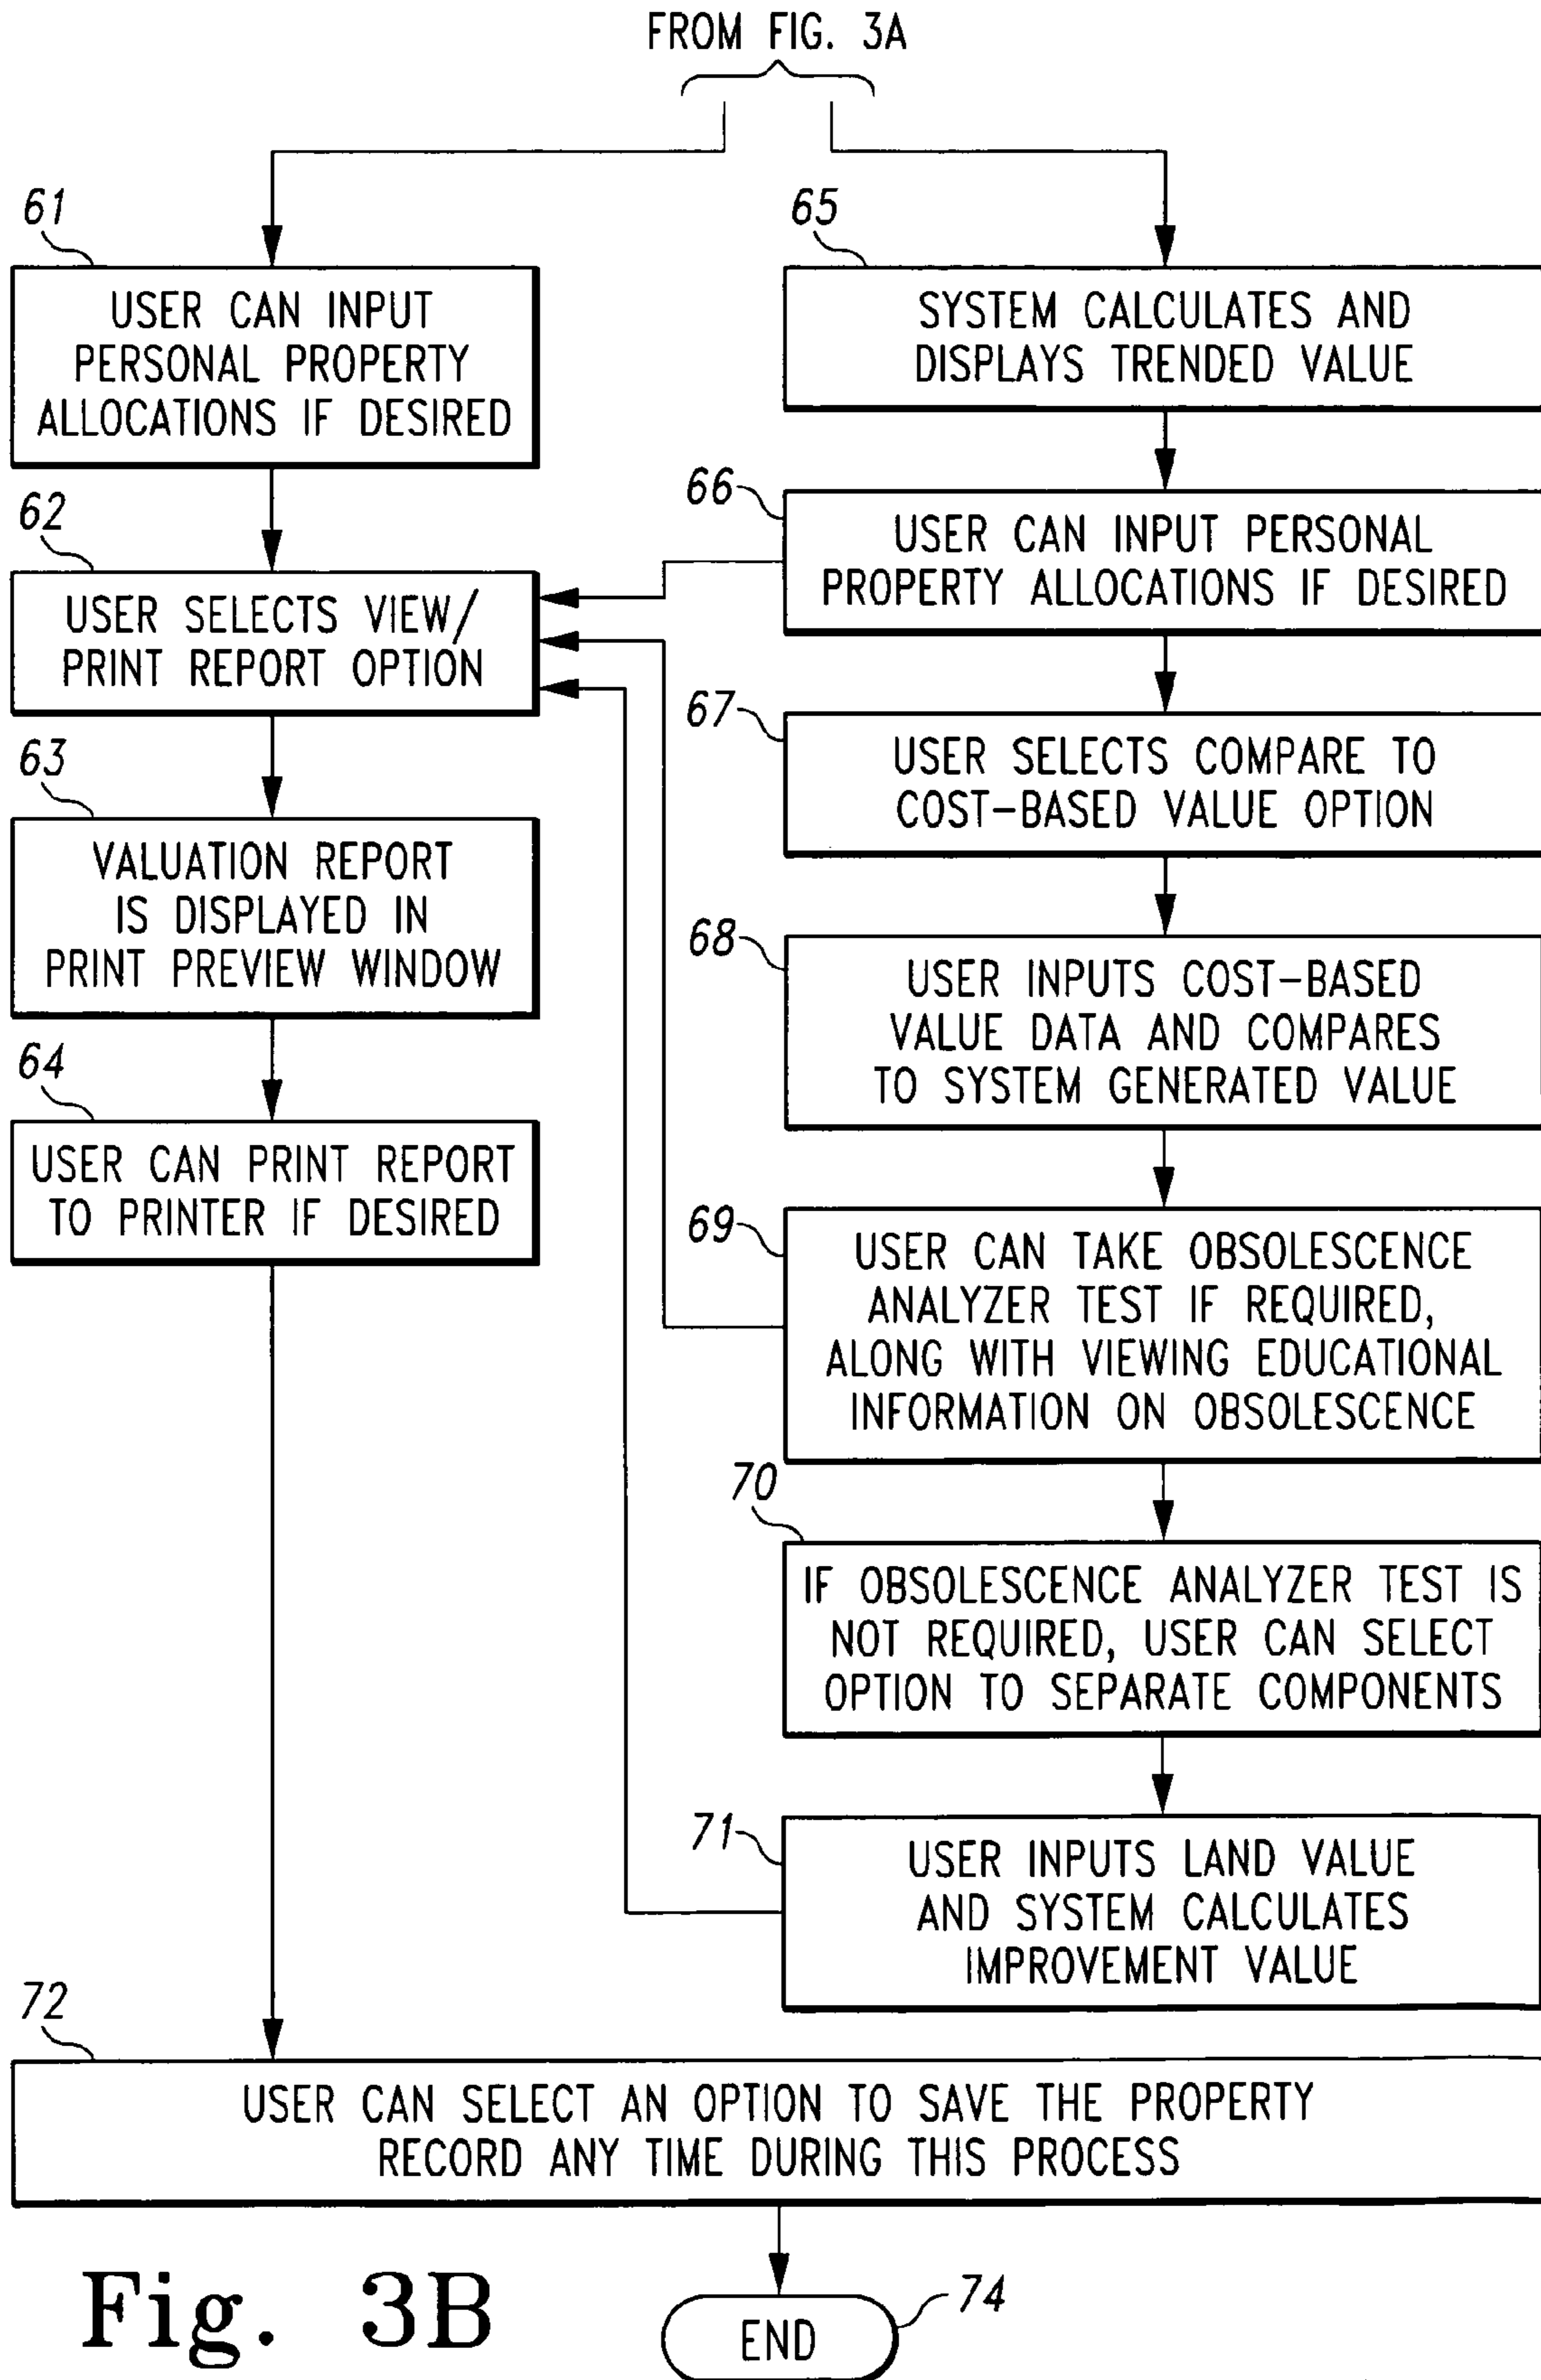 FROM FIG. 3A
61
USER CAN INPUT
PERSONAL PROPERTY
ALLOCATIONS IF DESIRED
62
USER SELECTS VIEW/
PRINT REPORT OPTION
63
VALUATION REPORT
IS DISPLAYED IN
PRINT PREVIEW WINDOW
64
USER CAN PRINT REPORT
TO PRINTER IF DESIRED
65
SYSTEM CALCULATES AND
DISPLAYS TRENDED VALUE
66
USER CAN INPUT PERSONAL
PROPERTY ALLOCATIONS IF DESIRED
67
USER SELECTS COMPARE TO
COST-BASED VALUE OPTION
68
USER INPUTS COST-BASED
VALUE DATA AND COMPARES
TO SYSTEM GENERATED VALUE
69
USER CAN TAKE OBSOLESCENCE
ANALYZER TEST IF REQUIRED,
ALONG WITH VIEWING EDUCATIONAL
INFORMATION ON OBSOLESCENCE
70
IF OBSOLESCENCE ANALYZER TEST IS
NOT REQUIRED, USER CAN SELECT
OPTION TO SEPARATE COMPONENTS
71
USER INPUTS LAND VALUE
AND SYSTEM CALCULATES
IMPROVEMENT VALUE
72
USER CAN SELECT AN OPTION TO SAVE THE PROPERTY
RECORD ANY TIME DURING THIS PROCESS
74
END
Fig. 3B